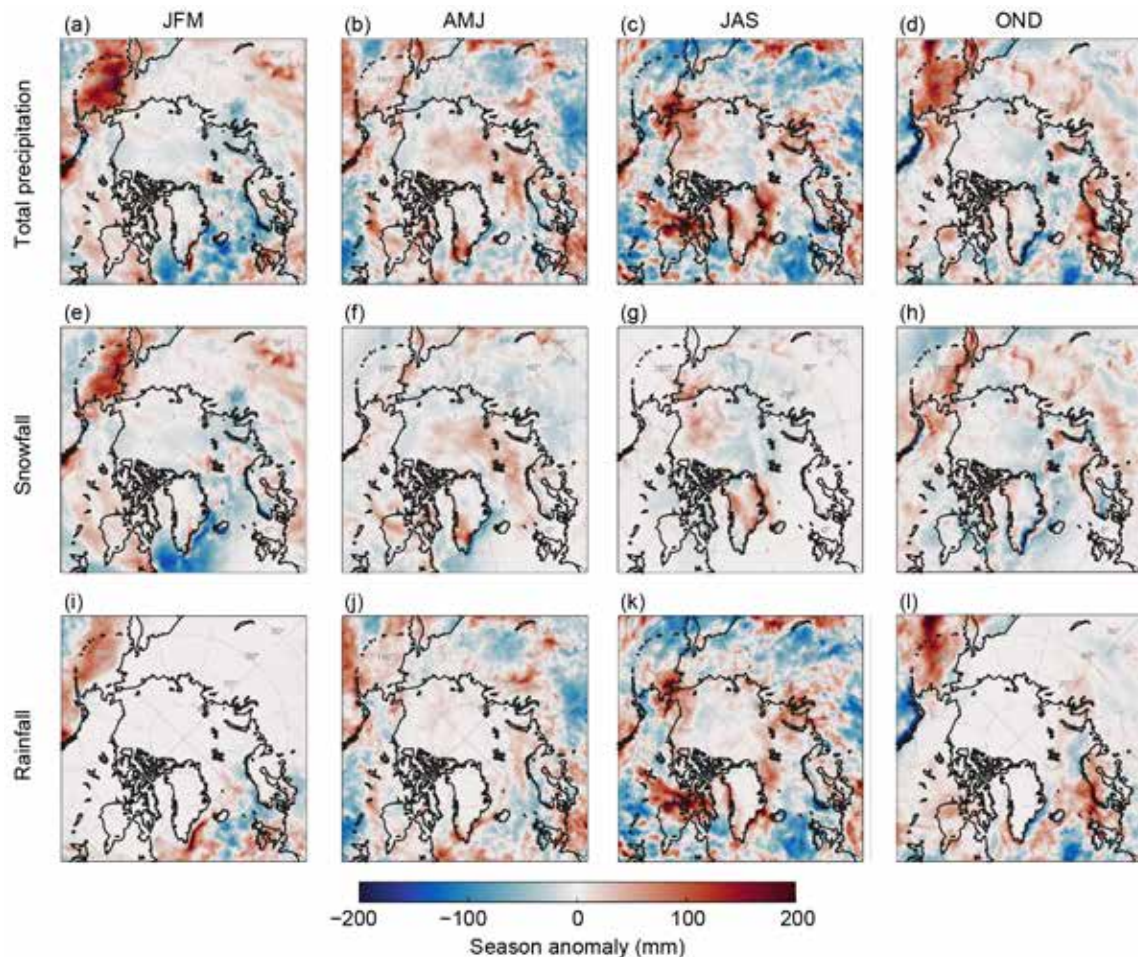 JFM AMJ JAS OND
(a) (b) (c) (d)
Total precipitation
(e) (f) (g) (h)
Snowfall
(i) (j) (k) (l)
Rainfall
−200 −100 0 100 200
Season anomaly (mm)